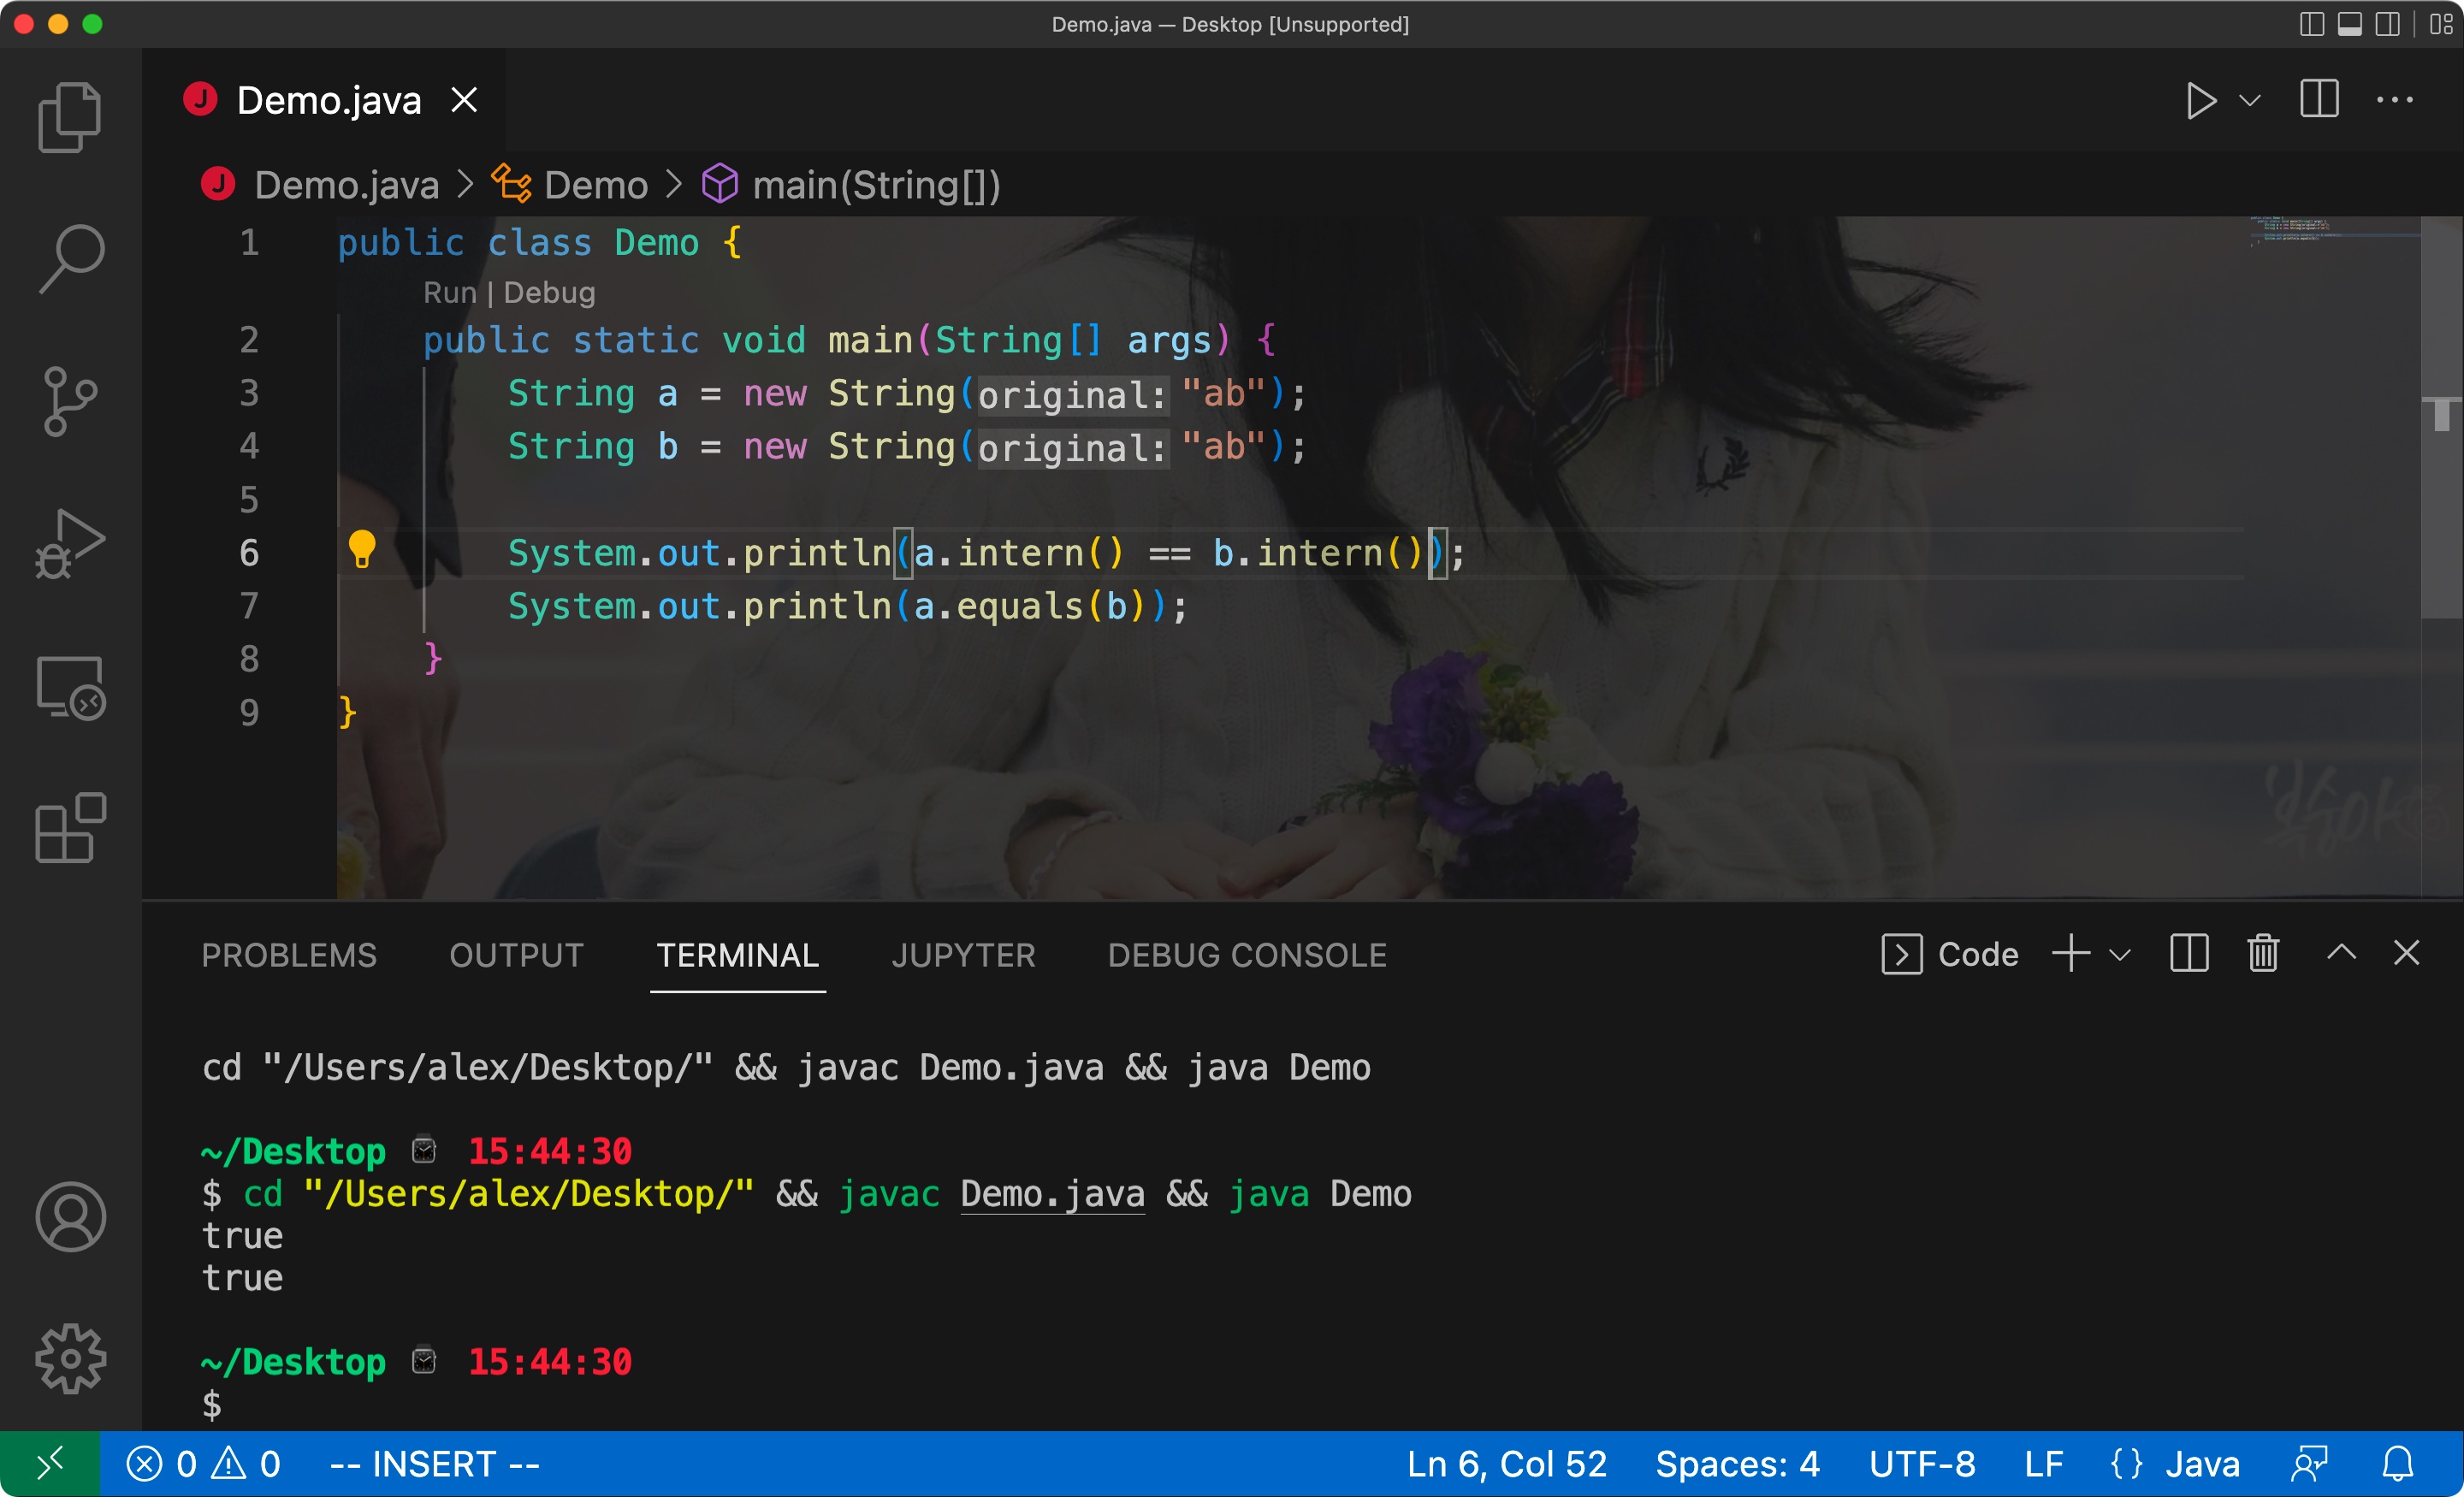 Demo.java — Desktop [Unsupported]
Demo.java
Demo.java > Demo > main(String[])
1 public class Demo {
Run | Debug
2 public static void main(String[] args) {
3 String a = new String(original: "ab");
4 String b = new String(original: "ab");
5
6 System.out.println(a.intern() == b.intern());
7 System.out.println(a.equals(b));
8 }
9 }
PROBLEMS OUTPUT TERMINAL JUPYTER DEBUG CONSOLE Code
cd "/Users/alex/Desktop/" && javac Demo.java && java Demo
~/Desktop 15:44:30
$ cd "/Users/alex/Desktop/" && javac Demo.java && java Demo
true
true
~/Desktop 15:44:30
$
0 0 -- INSERT -- Ln 6, Col 52 Spaces: 4 UTF-8 LF {} Java